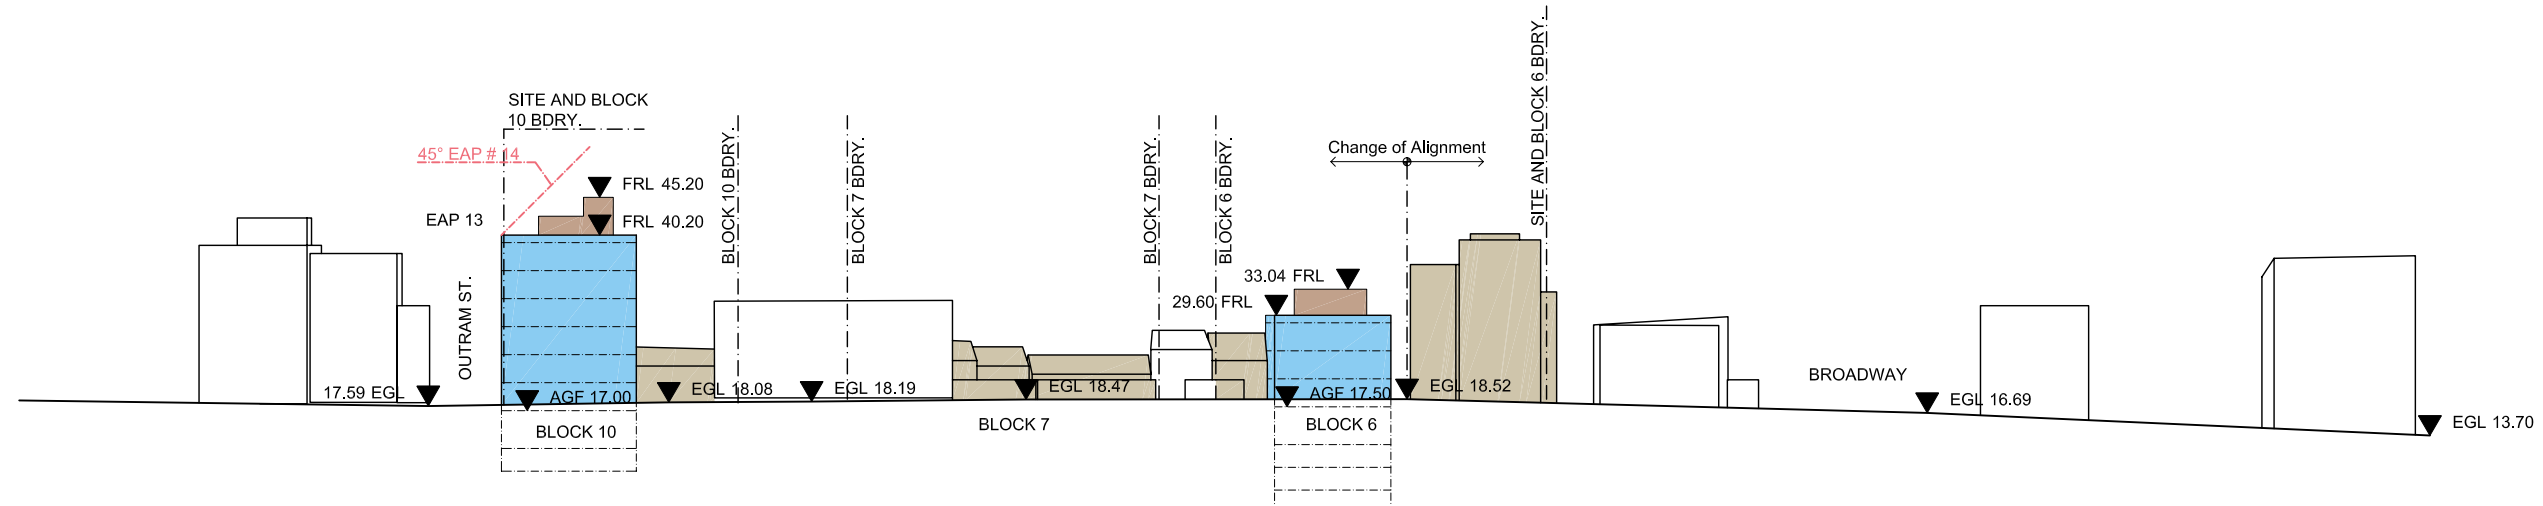 SITE AND BLOCK
10 BDRY.
45° EAP # 14
EAP 13
OUTRAM ST.
FRL 45.20
FRL 40.20
BLOCK 10 BDRY.
BLOCK 7 BDRY.
BLOCK 7 BDRY.
BLOCK 6 BDRY.
Change of Alignment
SITE AND BLOCK 6 BDRY.
33.04 FRL
29.60 FRL
17.59 EGL
AGF 17.00
EGL 18.08
EGL 18.19
EGL 18.47
AGF 17.50
EGL 18.52
BROADWAY
EGL 16.69
EGL 13.70
BLOCK 10
BLOCK 7
BLOCK 6